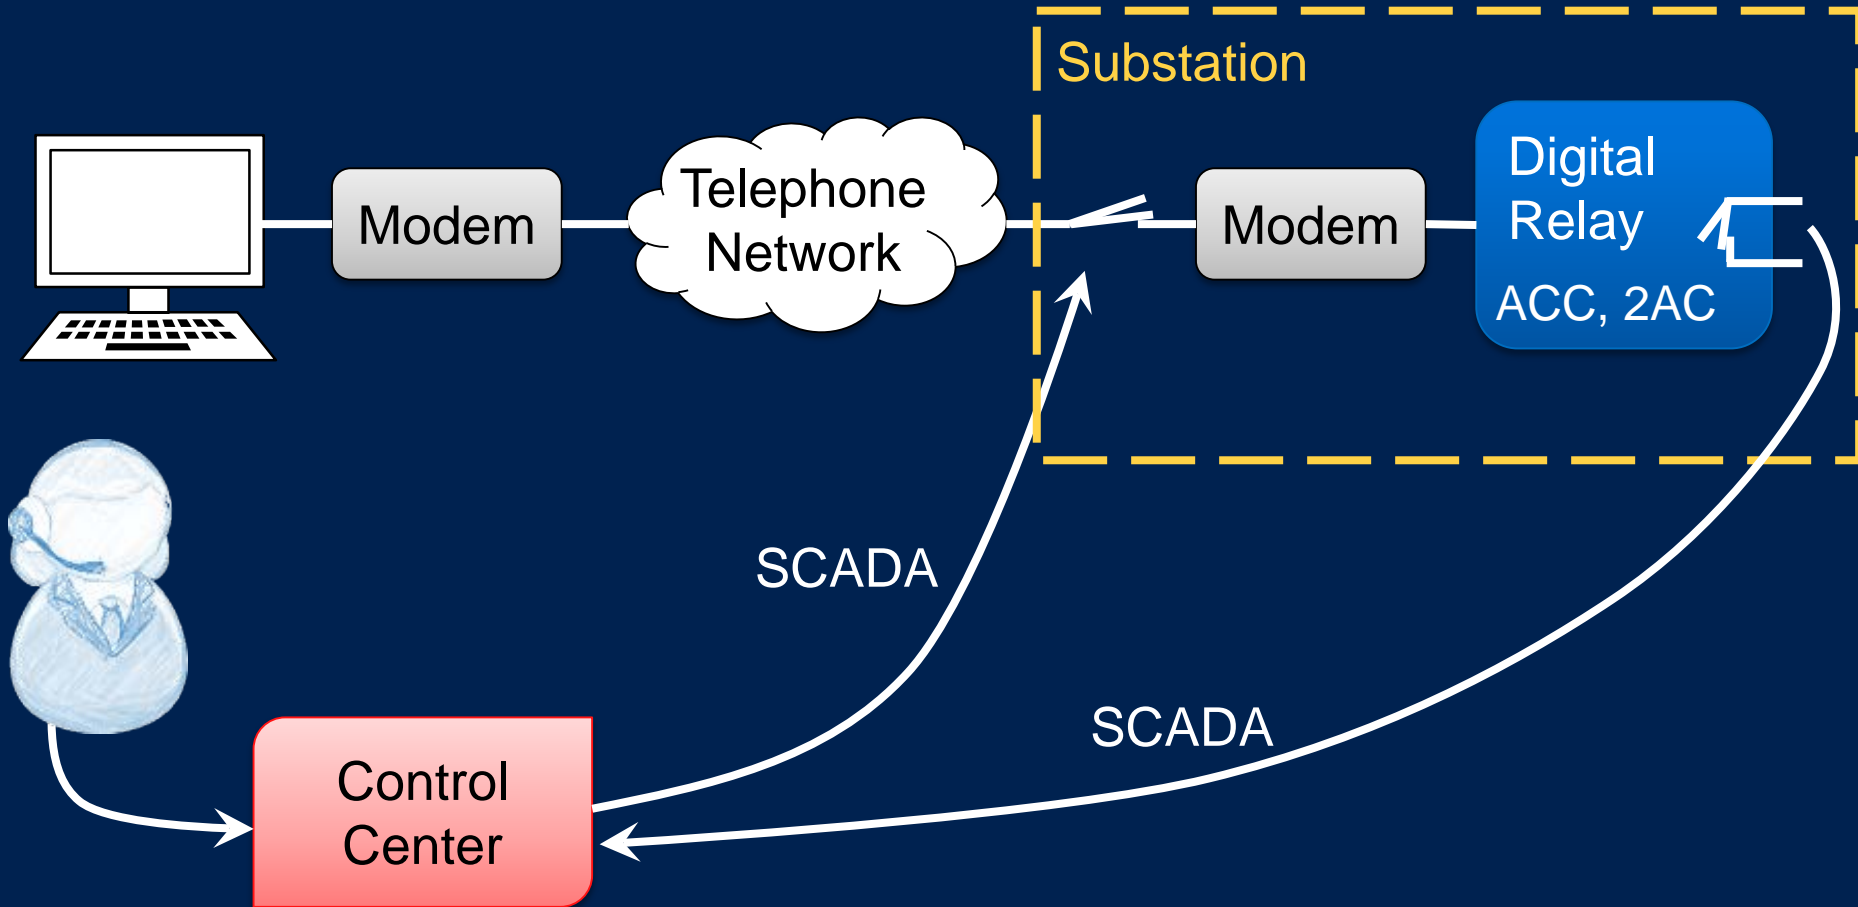 Substation
Modem
Telephone
Network
Modem
Digital
Relay
ACC, 2AC
SCADA
SCADA
Control
Center